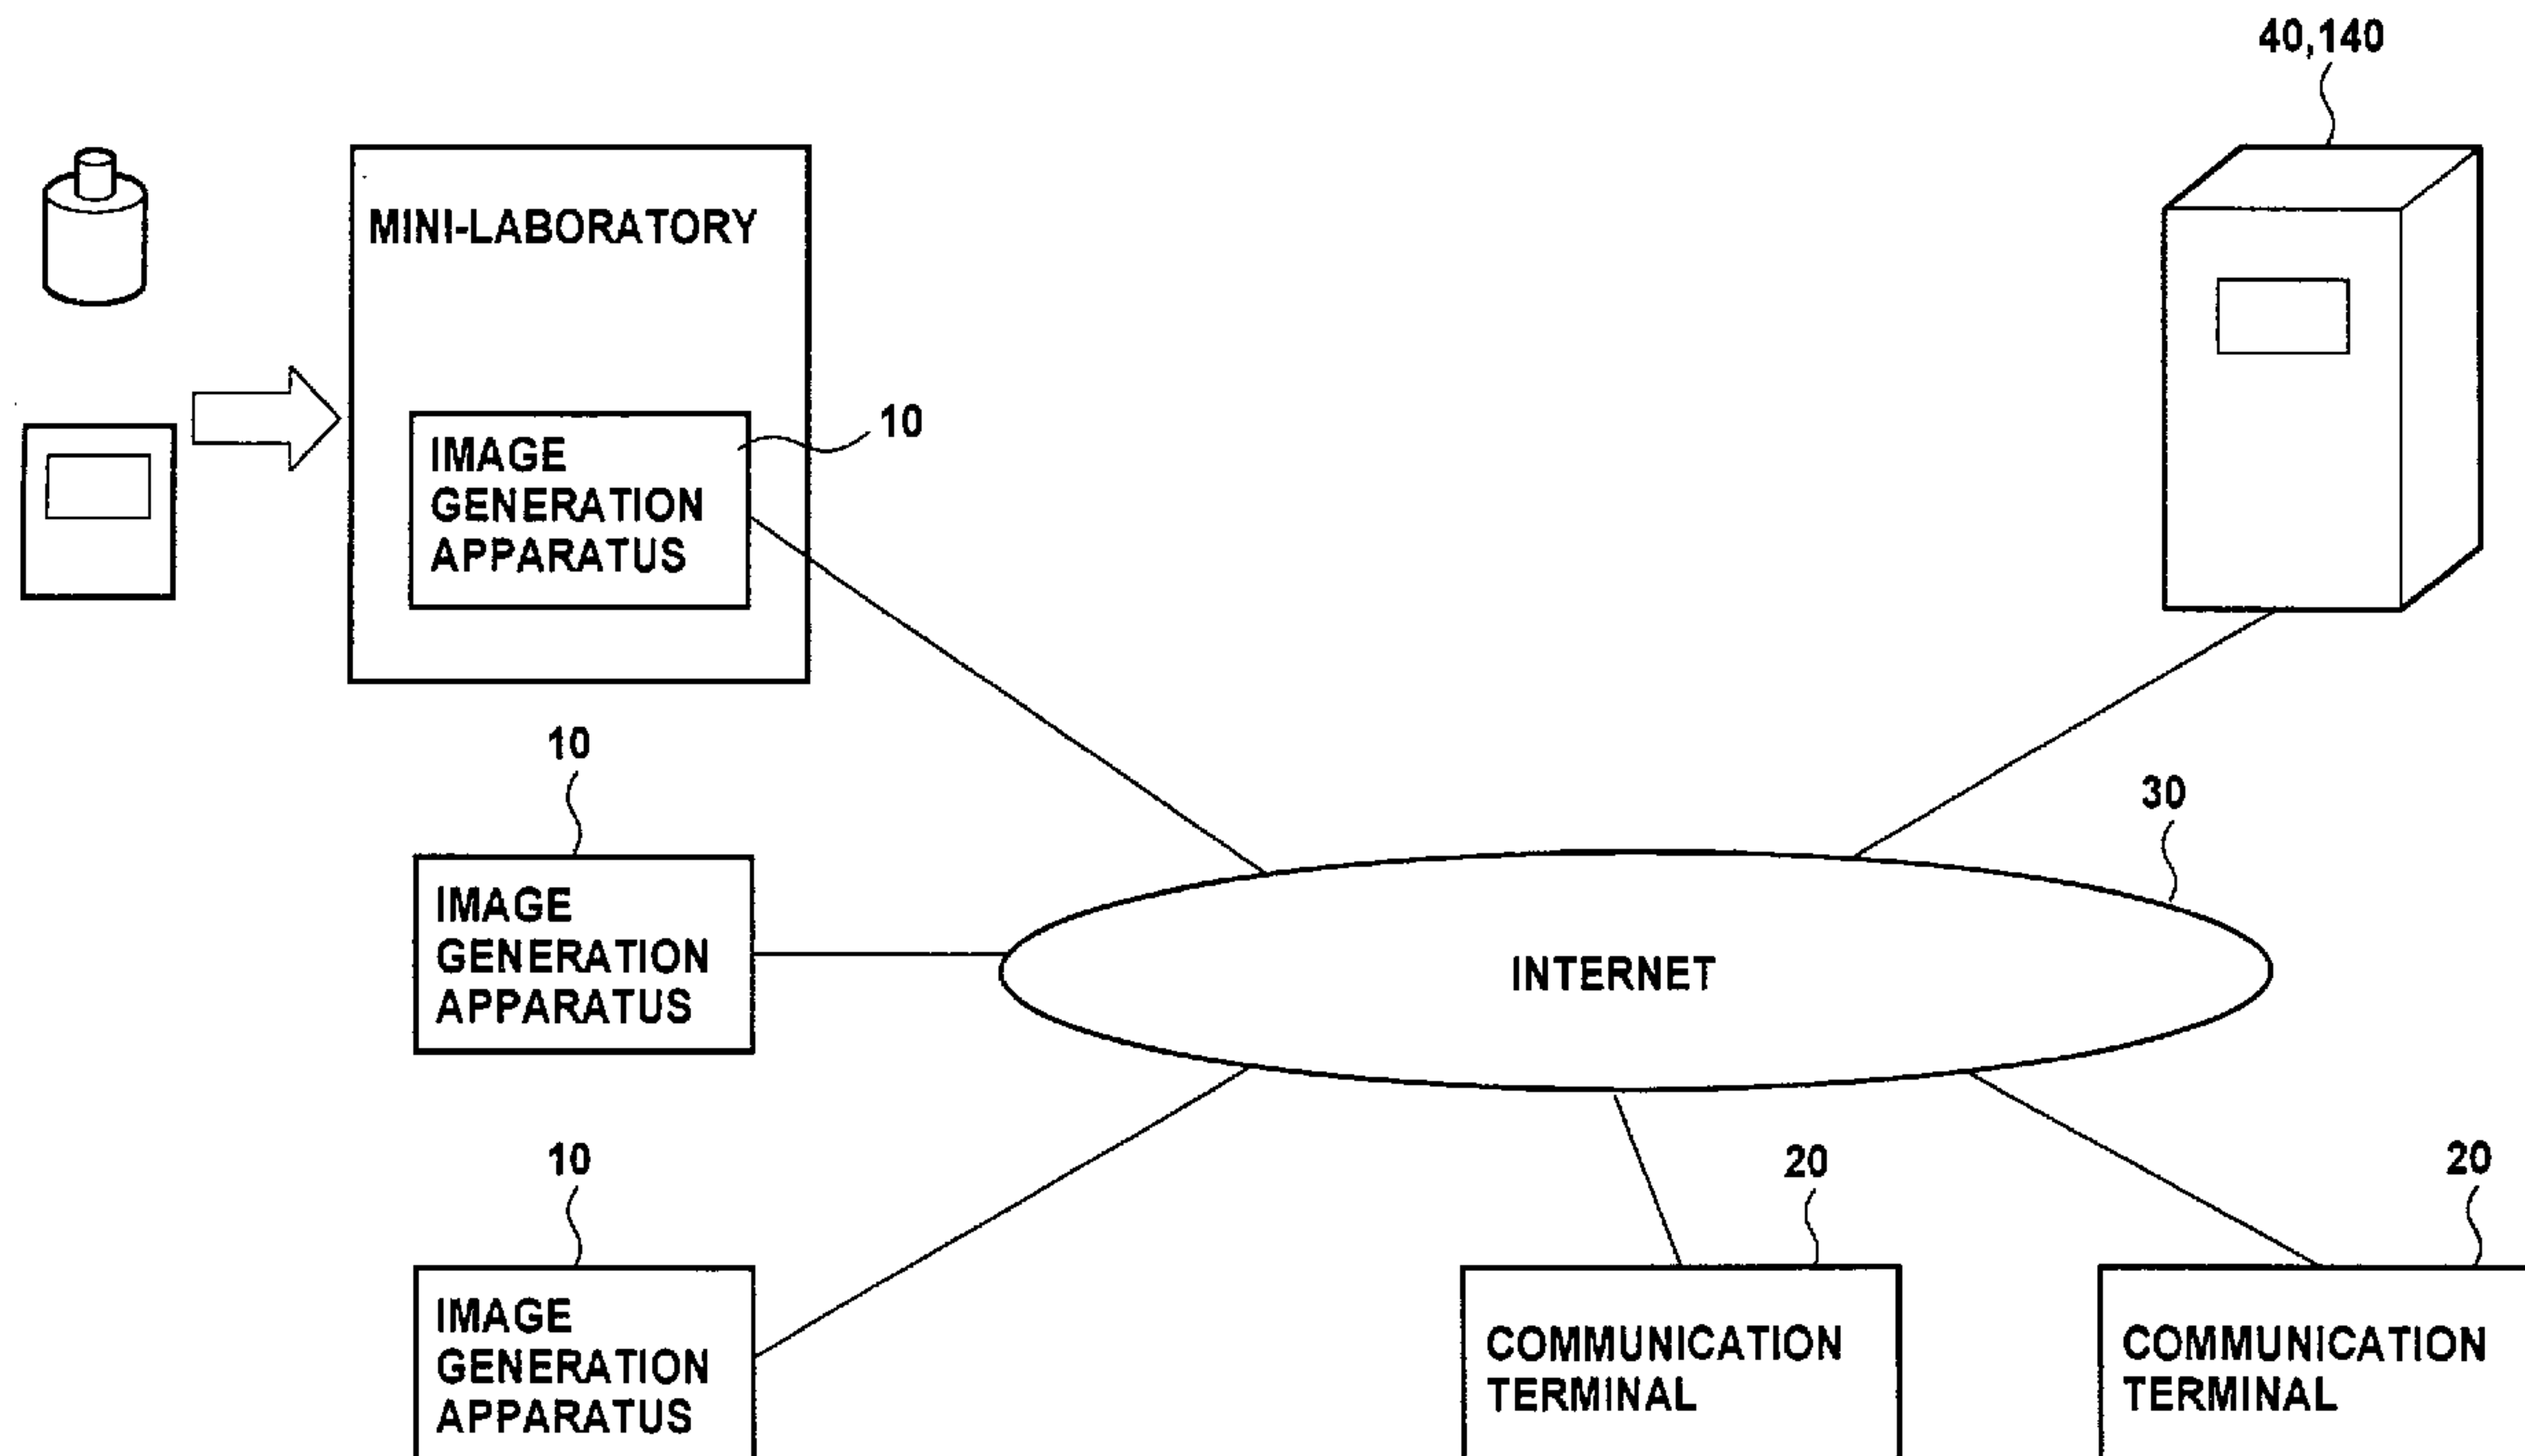 40,140
MINI-LABORATORY
10
IMAGE
GENERATION
APPARATUS
10
30
IMAGE
GENERATION
APPARATUS
INTERNET
10
20
20
IMAGE
GENERATION
APPARATUS
COMMUNICATION
TERMINAL
COMMUNICATION
TERMINAL